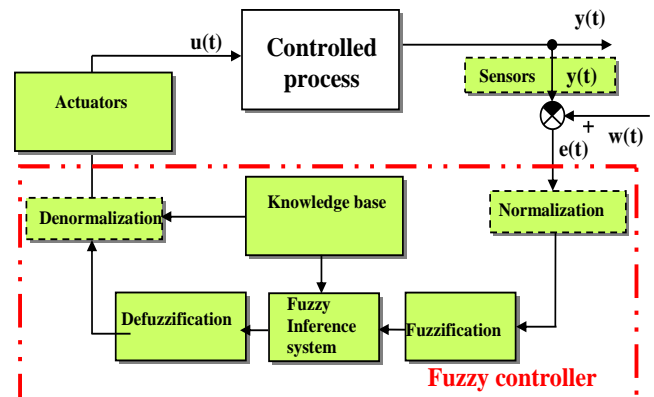 y(t)
u(t)
Controlled
process
Sensors
y(t)
Actuators
+
w(t)
e(t)
Knowledge base
Normalization
Denormalization
Defuzzification
Fuzzy
Inference
system
Fuzzification
Fuzzy controller